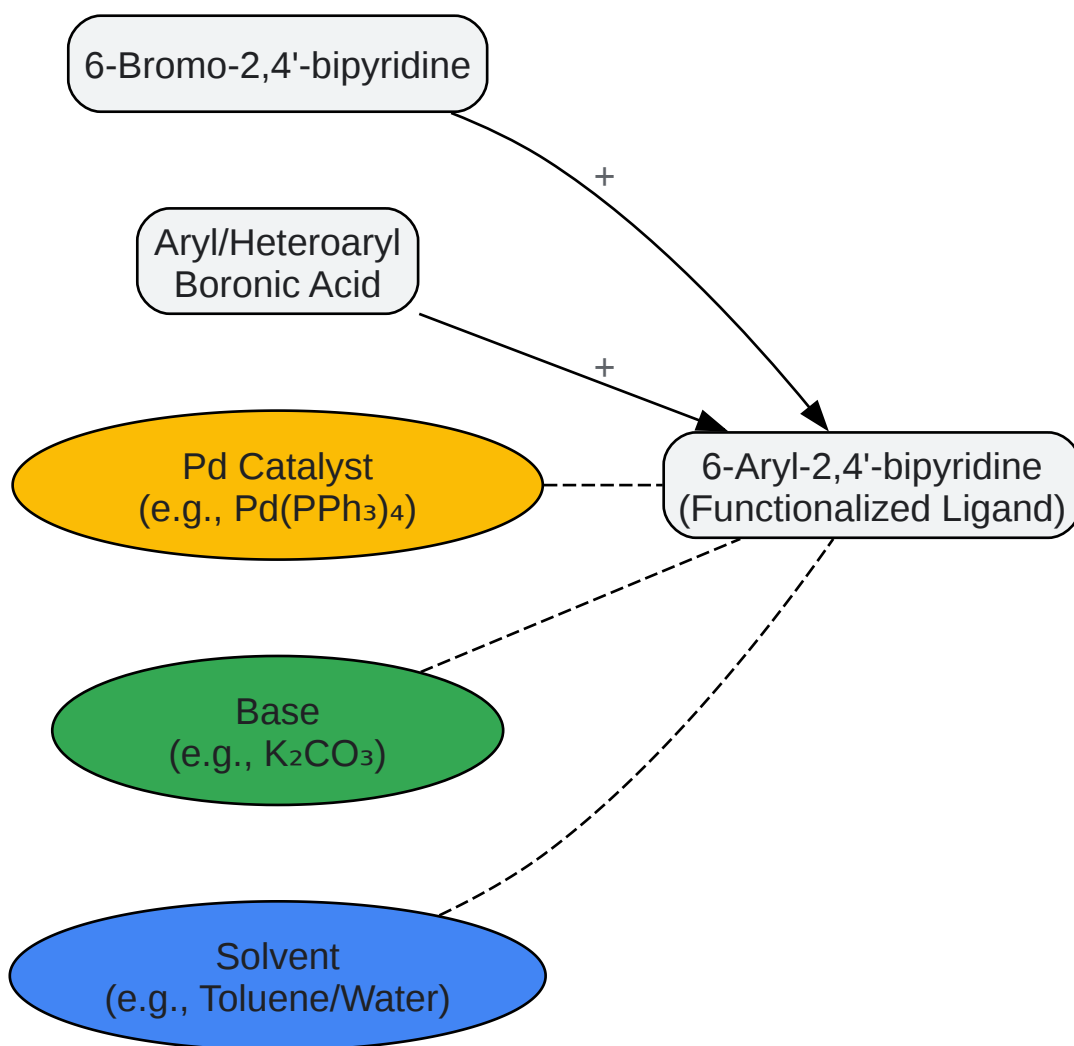 6-Bromo-2,4'-bipyridine
+
Aryl/Heteroaryl
Boronic Acid
+
Pd Catalyst
(e.g., Pd(PPh₃)₄)
6-Aryl-2,4'-bipyridine
(Functionalized Ligand)
Base
(e.g., K₂CO₃)
Solvent
(e.g., Toluene/Water)